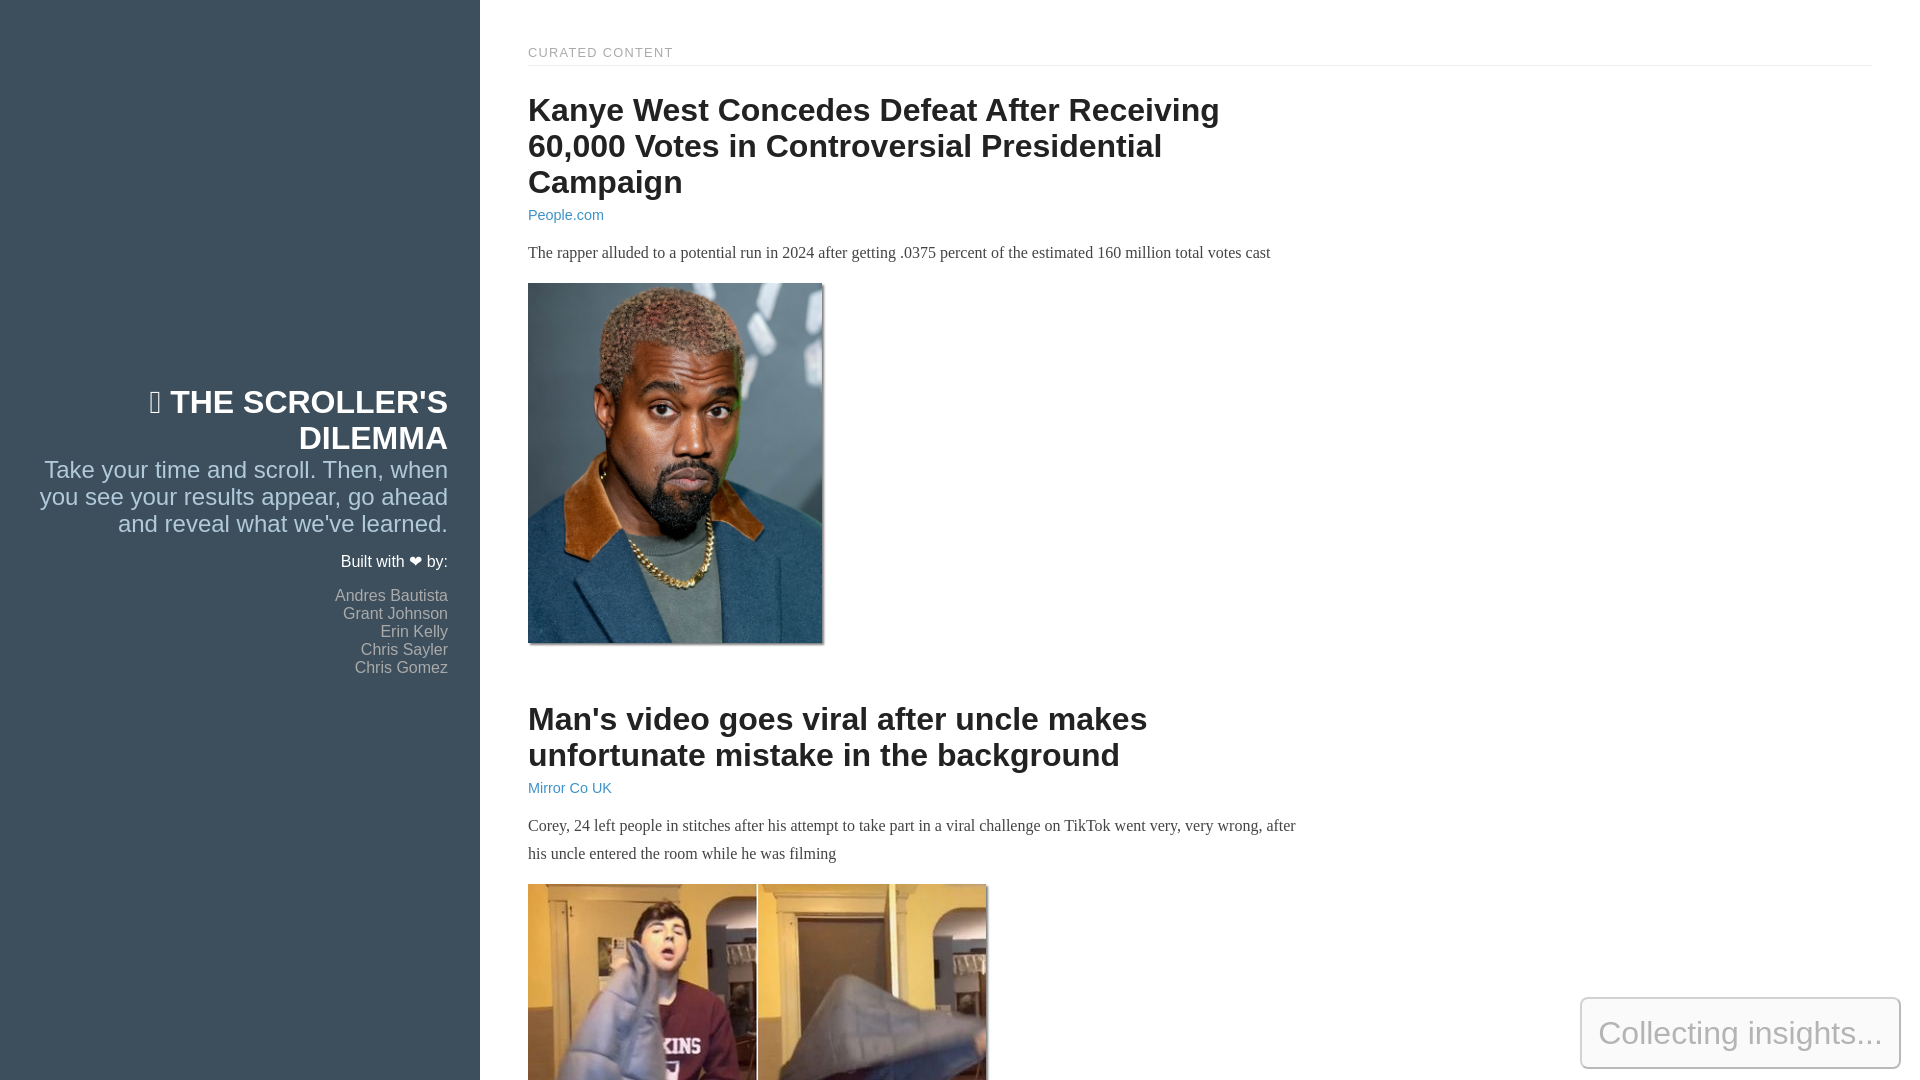 THE SCROLLER'S
DILEMMA
Take your time and scroll. Then, when
you see your results appear, go ahead
and reveal what we've learned.
Built with ❤ by:
Andres Bautista
Grant Johnson
Erin Kelly
Chris Sayler
Chris Gomez
CURATED CONTENT
Kanye West Concedes Defeat After Receiving
60,000 Votes in Controversial Presidential
Campaign
People.com
The rapper alluded to a potential run in 2024 after getting .0375 percent of the estimated 160 million total votes cast
Man's video goes viral after uncle makes
unfortunate mistake in the background
Mirror Co UK
Corey, 24 left people in stitches after his attempt to take part in a viral challenge on TikTok went very, very wrong, after
his uncle entered the room while he was filming
Collecting insights...